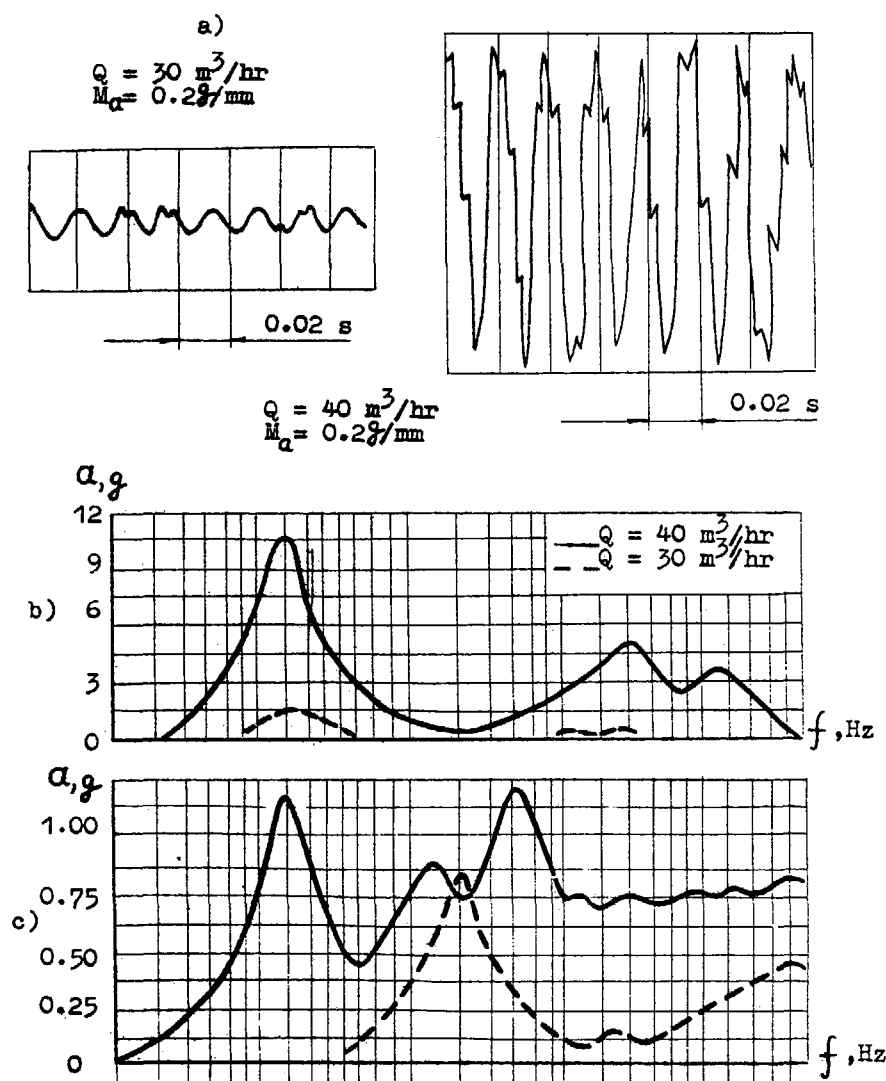 a)
Q = 30 m³/hr
Mₐ= 0.2g/mm
0.02 s
0.02 s
Q = 40 m³/hr
Mₐ= 0.2g/mm
a,g
12
9
6
3
0
b)
Q = 40 m³/hr
Q = 30 m³/hr
f ,Hz
a,g
1.00
0.75
0.50
0.25
0
c)
f ,Hz